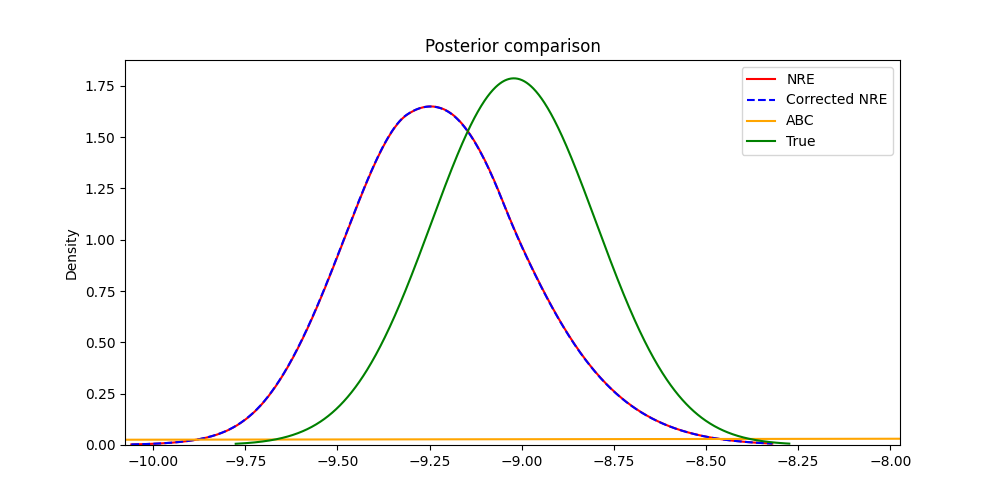 Posterior comparison
NRE
Corrected NRE
ABC
True
Density
1.75
1.50
1.25
1.00
0.75
0.50
0.25
0.00
−10.00 −9.75 −9.50 −9.25 −9.00 −8.75 −8.50 −8.25 −8.00